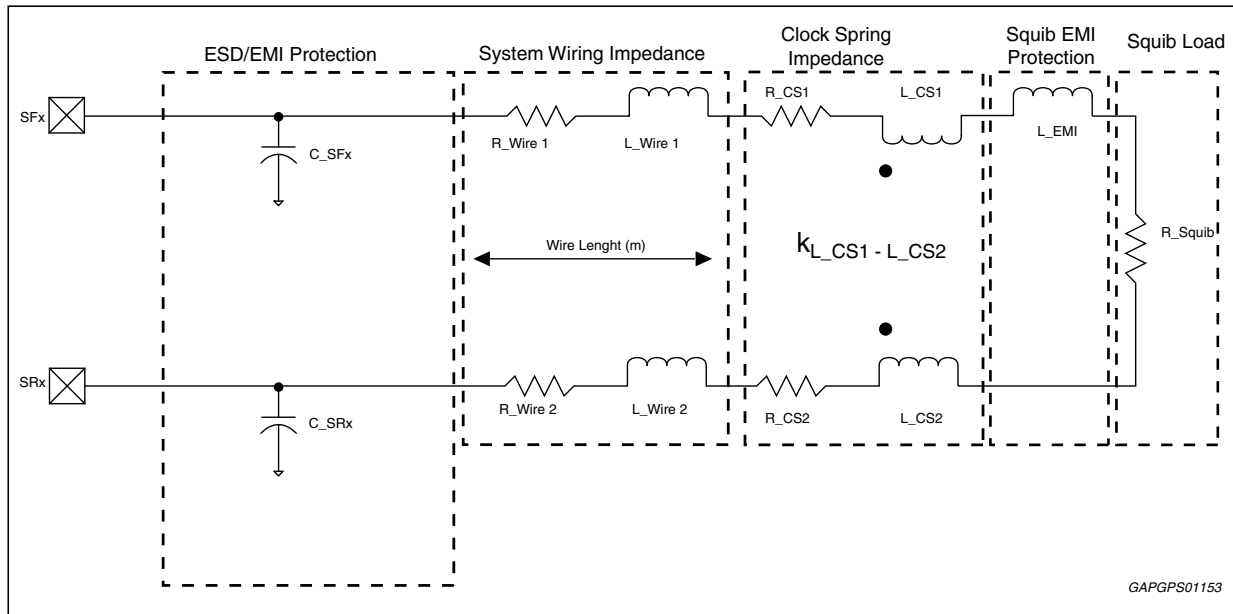 ESD/EMI Protection
System Wiring Impedance
Clock Spring
Impedance
Squib EMI
Protection
Squib Load
SFx
C_SFx
R_Wire 1
L_Wire 1
R_CS1
L_CS1
L_EMI
R_Squib
Wire Lenght (m)
kL_CS1 - L_CS2
SRx
C_SRx
R_Wire 2
L_Wire 2
R_CS2
L_CS2
GAPGPS01153